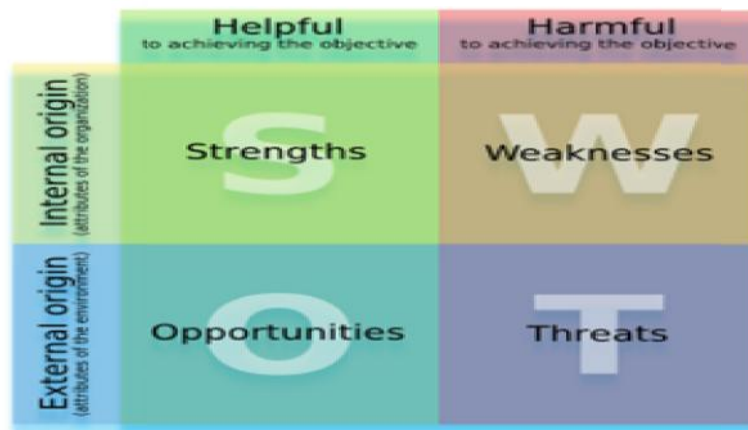 Helpful
to achieving the objective
Harmful
to achieving the objective
Internal origin
(attributes of the organization)
S
Strengths
W
Weaknesses
External origin
(attributes of the environment)
O
Opportunities
T
Threats